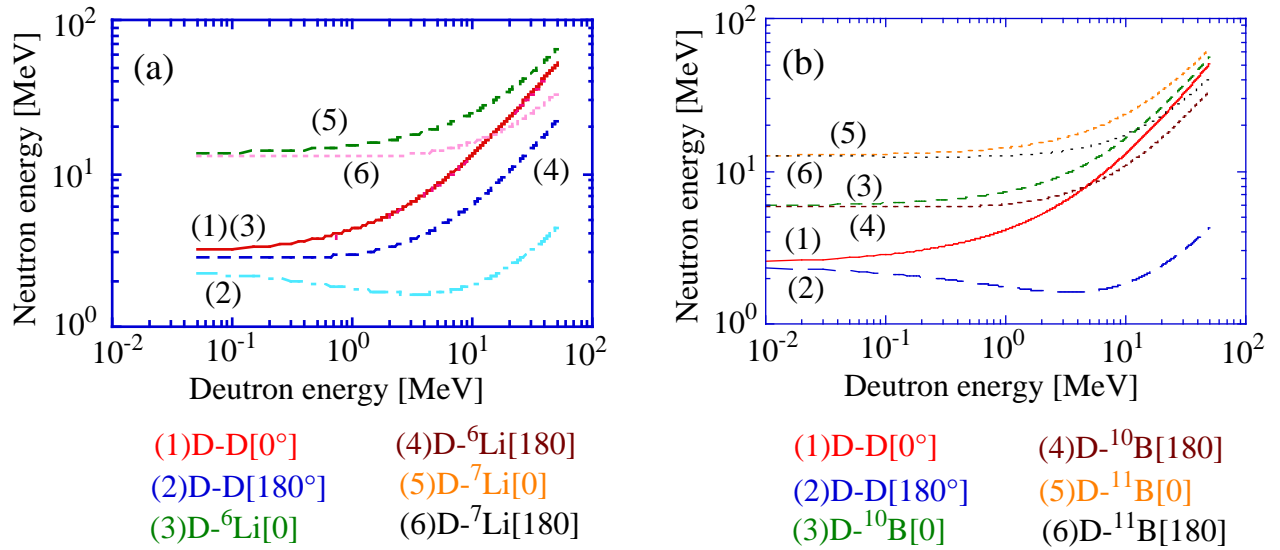 (a)
Neutron energy [MeV]
10² 10¹ 10⁰
(5)
(6)
(4)
(1)(3)
(2)
10⁻² 10⁻¹ 10⁰ 10¹ 10²
Deutron energy [MeV]
(1)D-D[0°]
(2)D-D[180°]
(3)D-⁶Li[0]
(4)D-⁶Li[180]
(5)D-⁷Li[0]
(6)D-⁷Li[180]
(b)
Neutron energy [MeV]
10² 10¹ 10⁰
(5)
(6)
(3)
(4)
(1)
(2)
10⁻² 10⁻¹ 10⁰ 10¹ 10²
Deutron energy [MeV]
(1)D-D[0°]
(2)D-D[180°]
(3)D-¹⁰B[0]
(4)D-¹⁰B[180]
(5)D-¹¹B[0]
(6)D-¹¹B[180]